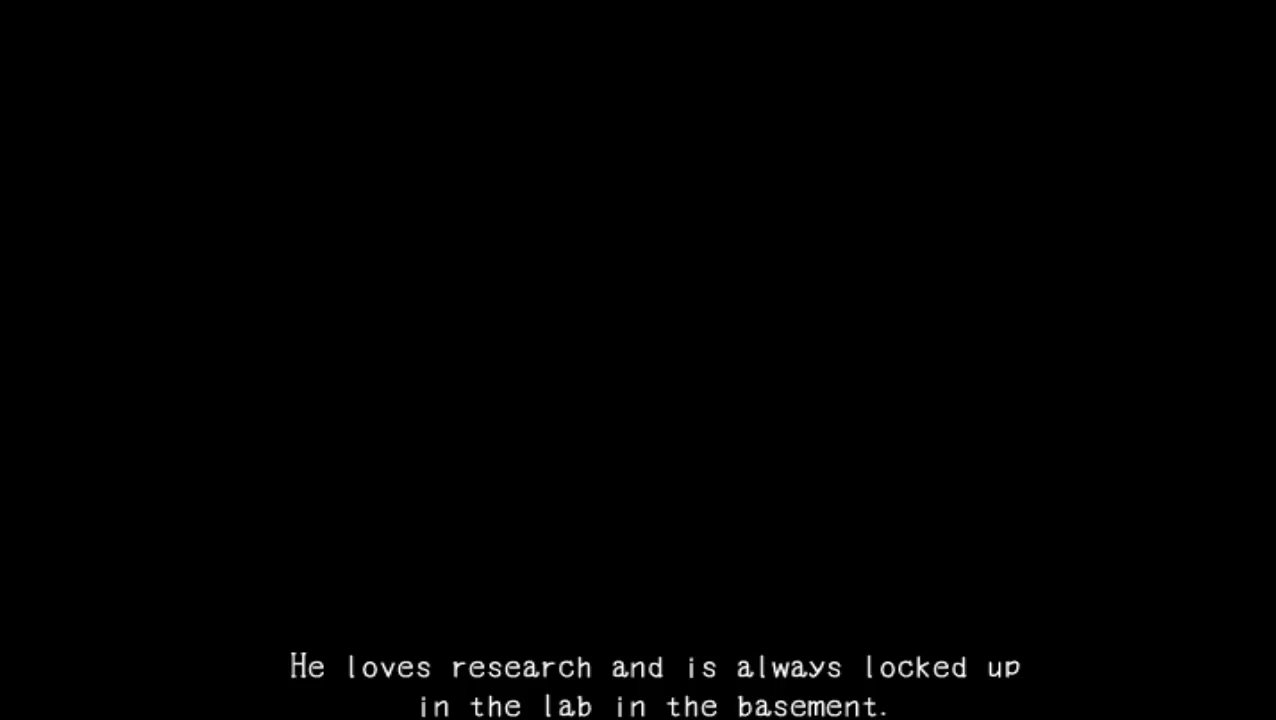 He loves research and is always locked up
in the lab in the basement.